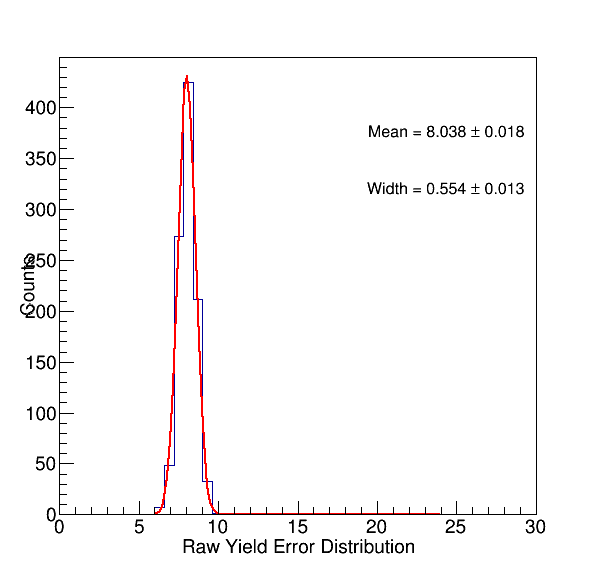 Mean = 8.038 ± 0.018
Width = 0.554 ± 0.013
Counts
400
350
300
250
200
150
100
50
0
0 5 10 15 20 25 30
Raw Yield Error Distribution